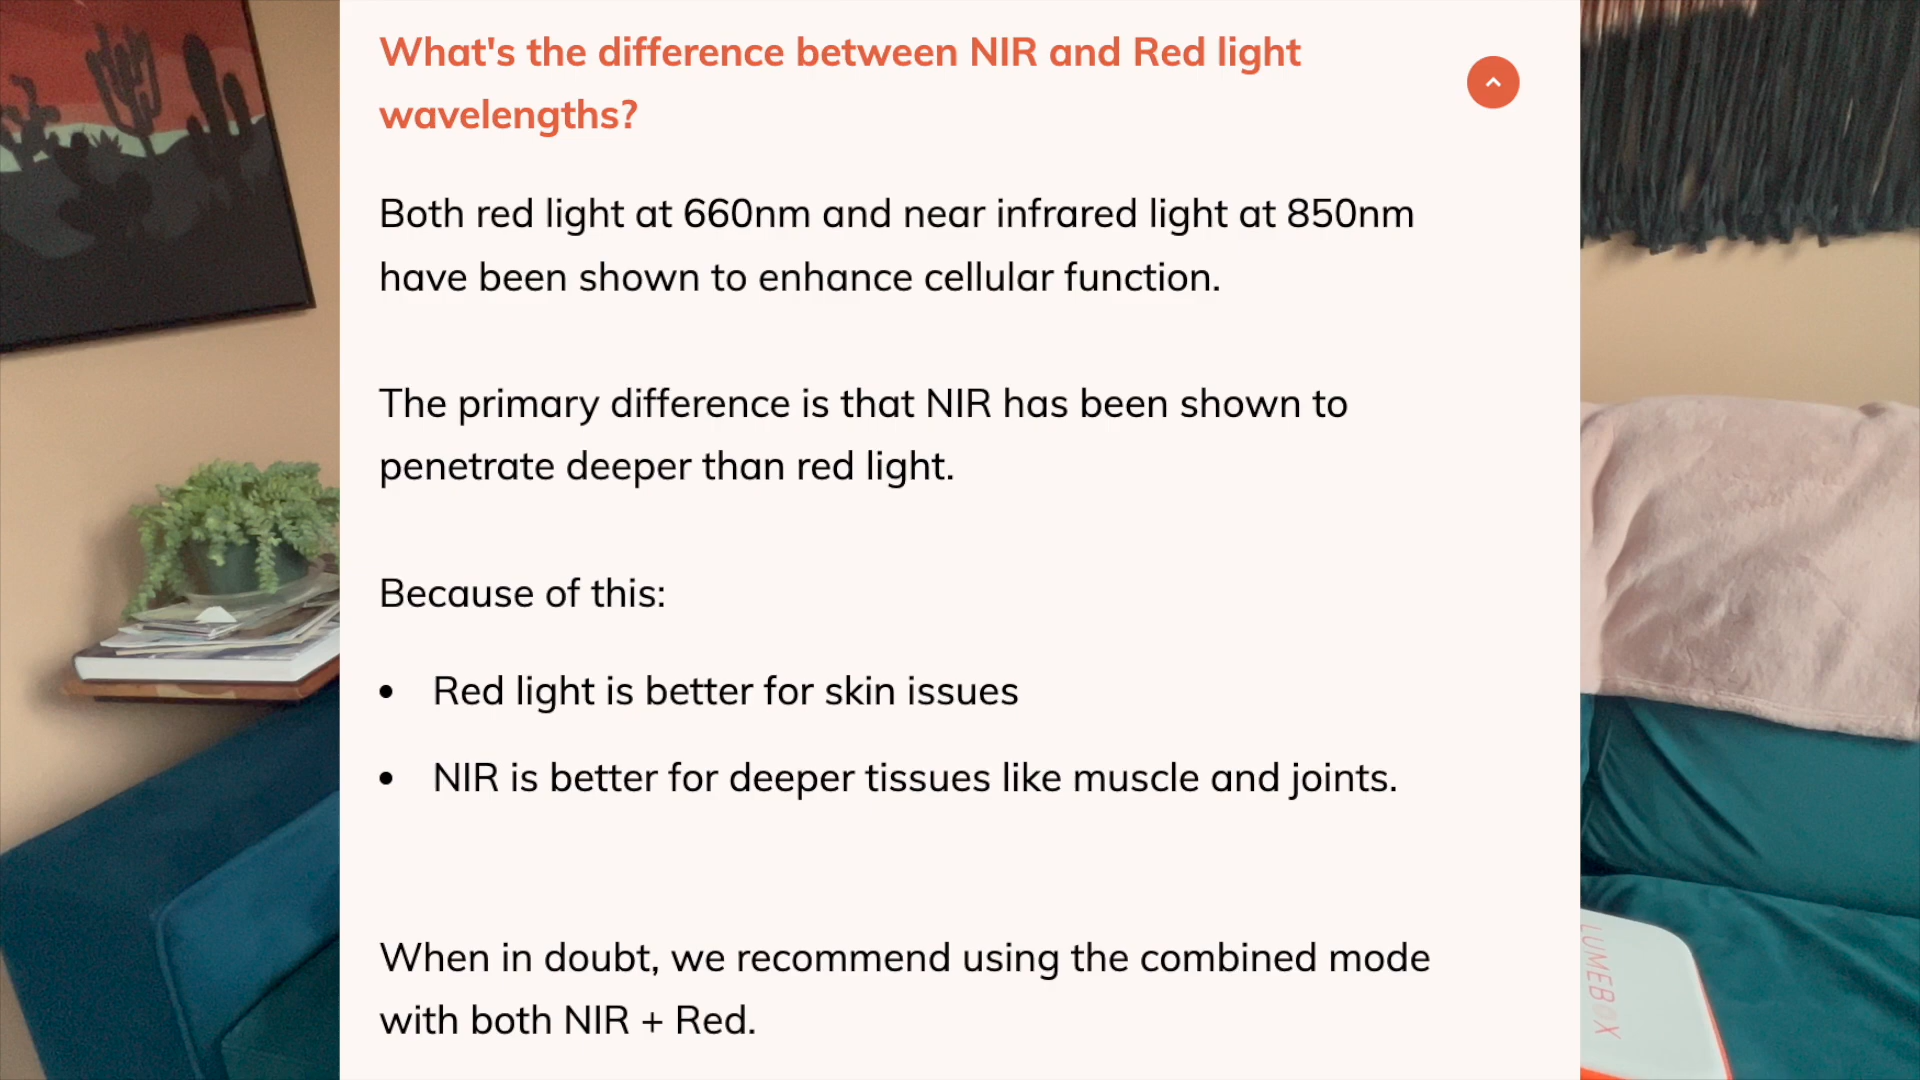 What's the difference between NIR and Red light
wavelengths?
Both red light at 660nm and near infrared light at 850nm
have been shown to enhance cellular function.
The primary difference is that NIR has been shown to
penetrate deeper than red light.
Because of this:
• Red light is better for skin issues
• NIR is better for deeper tissues like muscle and joints.
When in doubt, we recommend using the combined mode
with both NIR + Red.
LUMEBOX